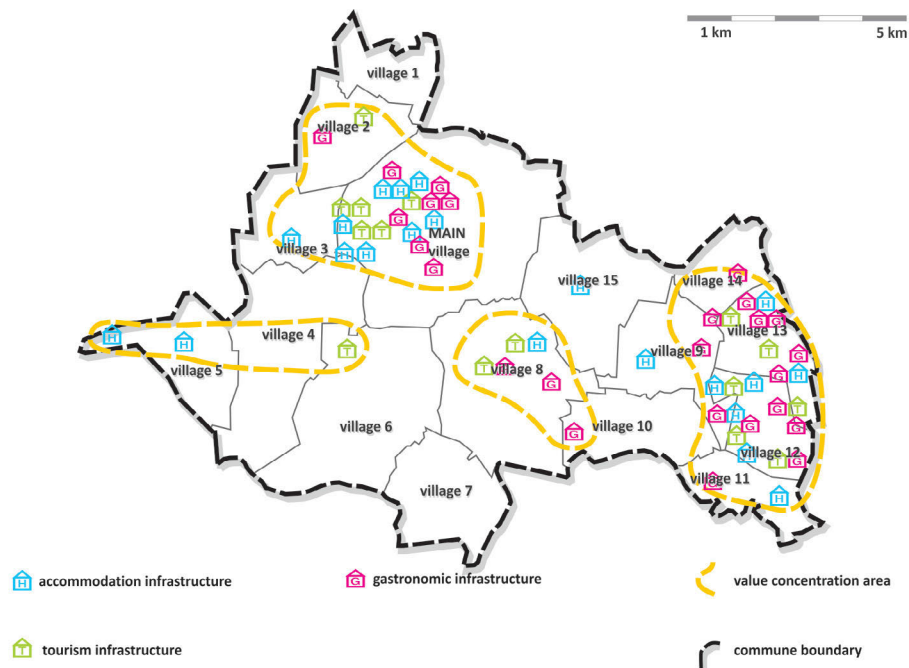 1 km 5 km
village 1
village 2
MAIN
village
village 3
village 15
village 14
village 13
village 4
village 5
village 9
village 8
village 6
village 10
village 12
village 11
village 7
H accommodation infrastructure
G gastronomic infrastructure
value concentration area
T tourism infrastructure
commune boundary